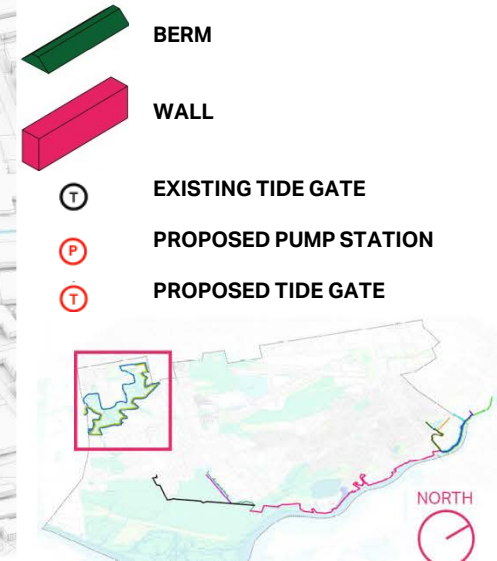 BERM
WALL
T
EXISTING TIDE GATE
P
PROPOSED PUMP STATION
T
PROPOSED TIDE GATE
NORTH